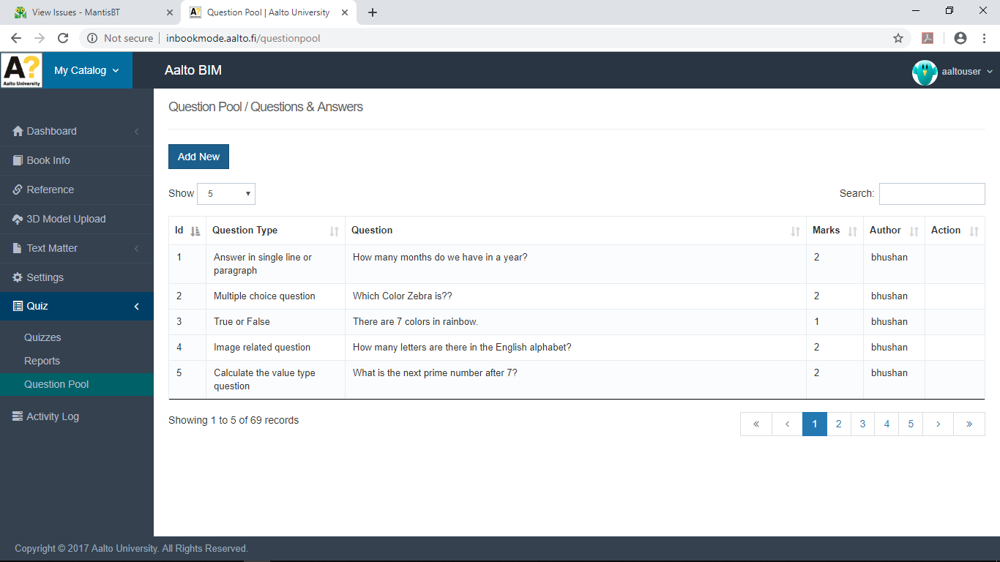 View Issues - MantisBT
Question Pool | Aalto University
Not secure
inbookmode.aalto.fi/questionpool
A?
Aalto University
My Catalog
Aalto BIM
aaltouser
Dashboard
Book Info
Reference
3D Model Upload
Text Matter
Settings
Quiz
Quizzes
Reports
Question Pool
Activity Log
Question Pool / Questions & Answers
Add New
Show 5
Search:
Id Question Type Question Marks Author Action
1 Answer in single line or How many months do we have in a year? 2 bhushan
paragraph
2 Multiple choice question Which Color Zebra is?? 2 bhushan
3 True or False There are 7 colors in rainbow. 1 bhushan
4 Image related question How many letters are there in the English alphabet? 2 bhushan
5 Calculate the value type What is the next prime number after 7? 2 bhushan
question
Showing 1 to 5 of 69 records
« ‹ 1 2 3 4 5 › »
Copyright © 2017 Aalto University. All Rights Reserved.